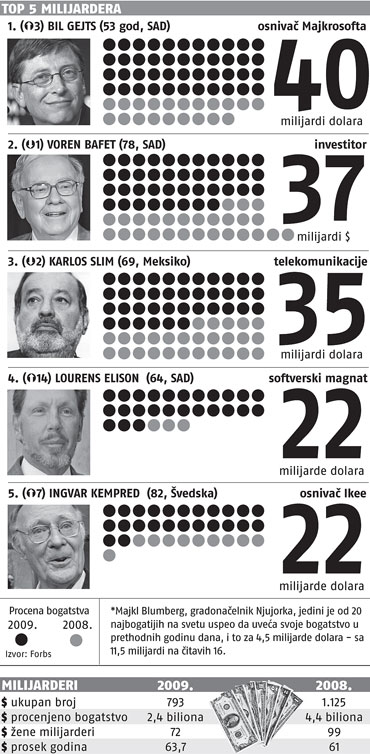 TOP 5 MILIJARDERA
1. (⬆3) BIL GEJTS (53 god, SAD) osnivač Majkrosofta
40
milijardi dolara
2. (⬇1) VOREN BAFET (78, SAD) investitor
37
milijardi $
3. (⬇2) KARLOS SLIM (69, Meksiko) telekomunikacije
35
milijardi dolara
4. (⬆14) LOURENS ELISON (64, SAD) softverski magnat
22
milijarde dolara
5. (⬆7) INGVAR KEMPRED (82, Švedska) osnivač Ikee
22
milijarde dolara
Procena bogatstva
2009. 2008.
Izvor: Forbs
*Majkl Blumberg, gradonačelnik Njujorka, jedini je od 20
najbogatijih na svetu uspeo da uveća svoje bogatstvo u
prethodnih godinu dana, i to za 4,5 milijarde dolara – sa
11,5 milijardi na čitavih 16.
MILIJARDERI 2009. 2008.
$ ukupan broj 793 1.125
$ procenjeno bogatstvo 2,4 biliona 4,4 biliona
$ žene milijarderi 72 99
$ prosek godina 63,7 61